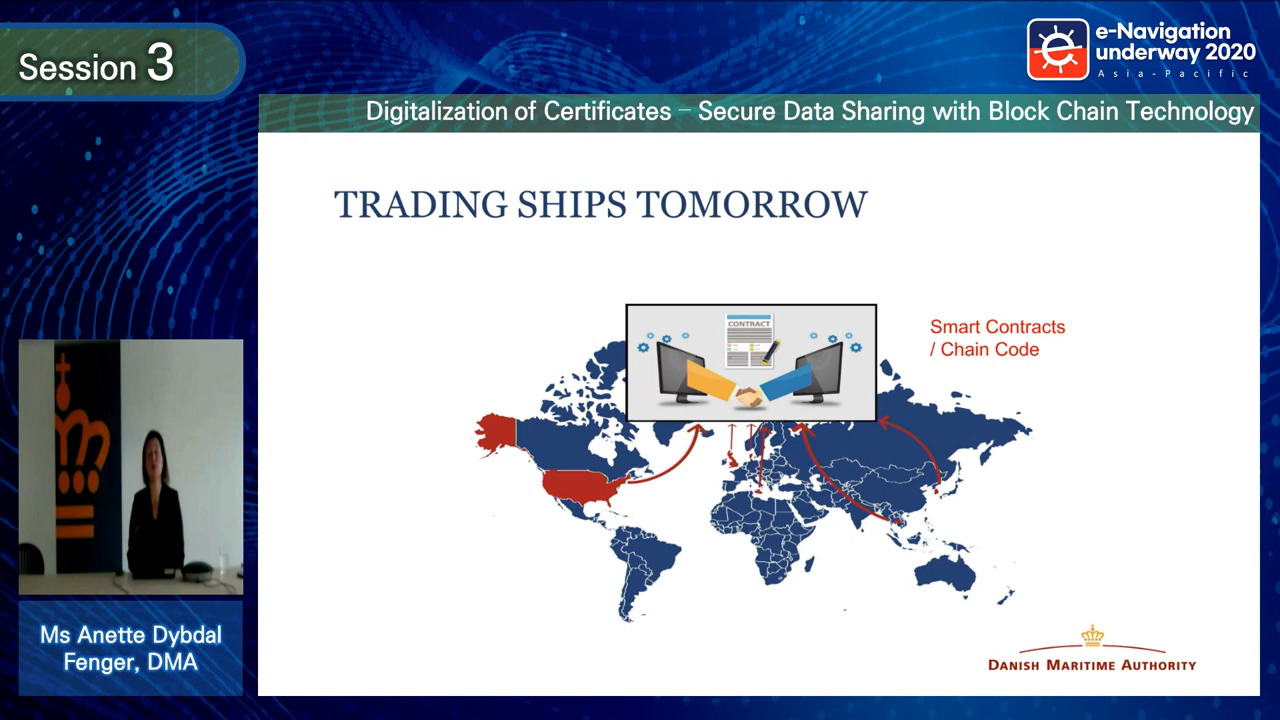 Session 3
e-Navigation
underway 2020
Asia-Pacific
Digitalization of Certificates – Secure Data Sharing with Block Chain Technology
TRADING SHIPS TOMORROW
CONTRACT
Smart Contracts
/ Chain Code
Ms Anette Dybdal
Fenger, DMA
DANISH MARITIME AUTHORITY